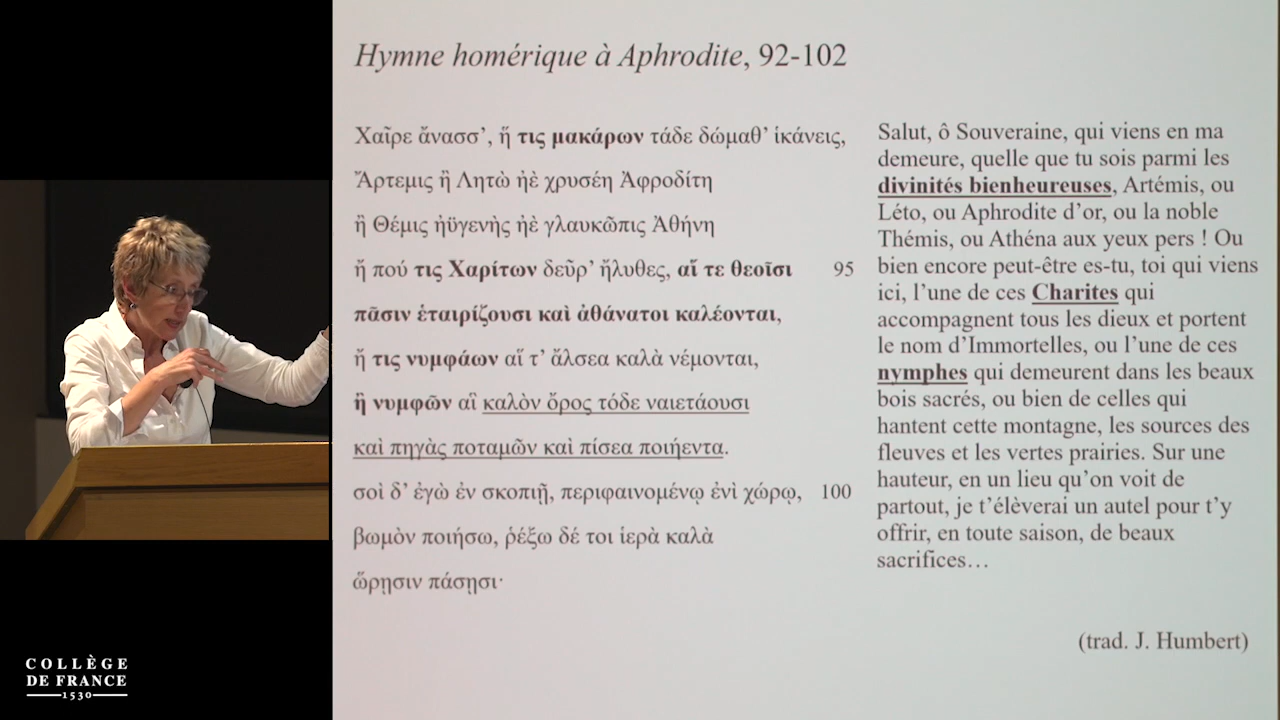 Hymne homérique à Aphrodite, 92-102
Χαῖρε ἄνασσ’, ἥ τις μακάρων τάδε δώμαθ’ ἱκάνεις,
Ἄρτεμις ἢ Λητὼ ἠὲ χρυσέη Ἀφροδίτη
ἢ Θέμις ἠϋγενὴς ἠὲ γλαυκῶπις Ἀθήνη
ἤ πού τις Χαρίτων δεῦρ’ ἤλυθες, αἵ τε θεοῖσι 95
πᾶσιν ἑταιρίζουσι καὶ ἀθάνατοι καλέονται,
ἤ τις νυμφάων αἵ τ’ ἄλσεα καλὰ νέμονται,
ἢ νυμφῶν αἳ καλὸν ὄρος τόδε ναιετάουσι
καὶ πηγὰς ποταμῶν καὶ πίσεα ποιήεντα.
σοὶ δ’ ἐγὼ ἐν σκοπιῇ, περιφαινομένῳ ἐνὶ χώρῳ, 100
βωμὸν ποιήσω, ῥέξω δέ τοι ἱερὰ καλὰ
ὥρῃσιν πάσῃσι·
Salut, ô Souveraine, qui viens en ma
demeure, quelle que tu sois parmi les
divinités bienheureuses, Artémis, ou
Léto, ou Aphrodite d’or, ou la noble
Thémis, ou Athéna aux yeux pers ! Ou
bien encore peut-être es-tu, toi qui viens
ici, l’une de ces Charites qui
accompagnent tous les dieux et portent
le nom d’Immortelles, ou l’une de ces
nymphes qui demeurent dans les beaux
bois sacrés, ou bien de celles qui
hantent cette montagne, les sources des
fleuves et les vertes prairies. Sur une
hauteur, en un lieu qu’on voit de
partout, je t’élèverai un autel pour t’y
offrir, en toute saison, de beaux
sacrifices…
(trad. J. Humbert)
COLLÈGE
DE FRANCE
1530